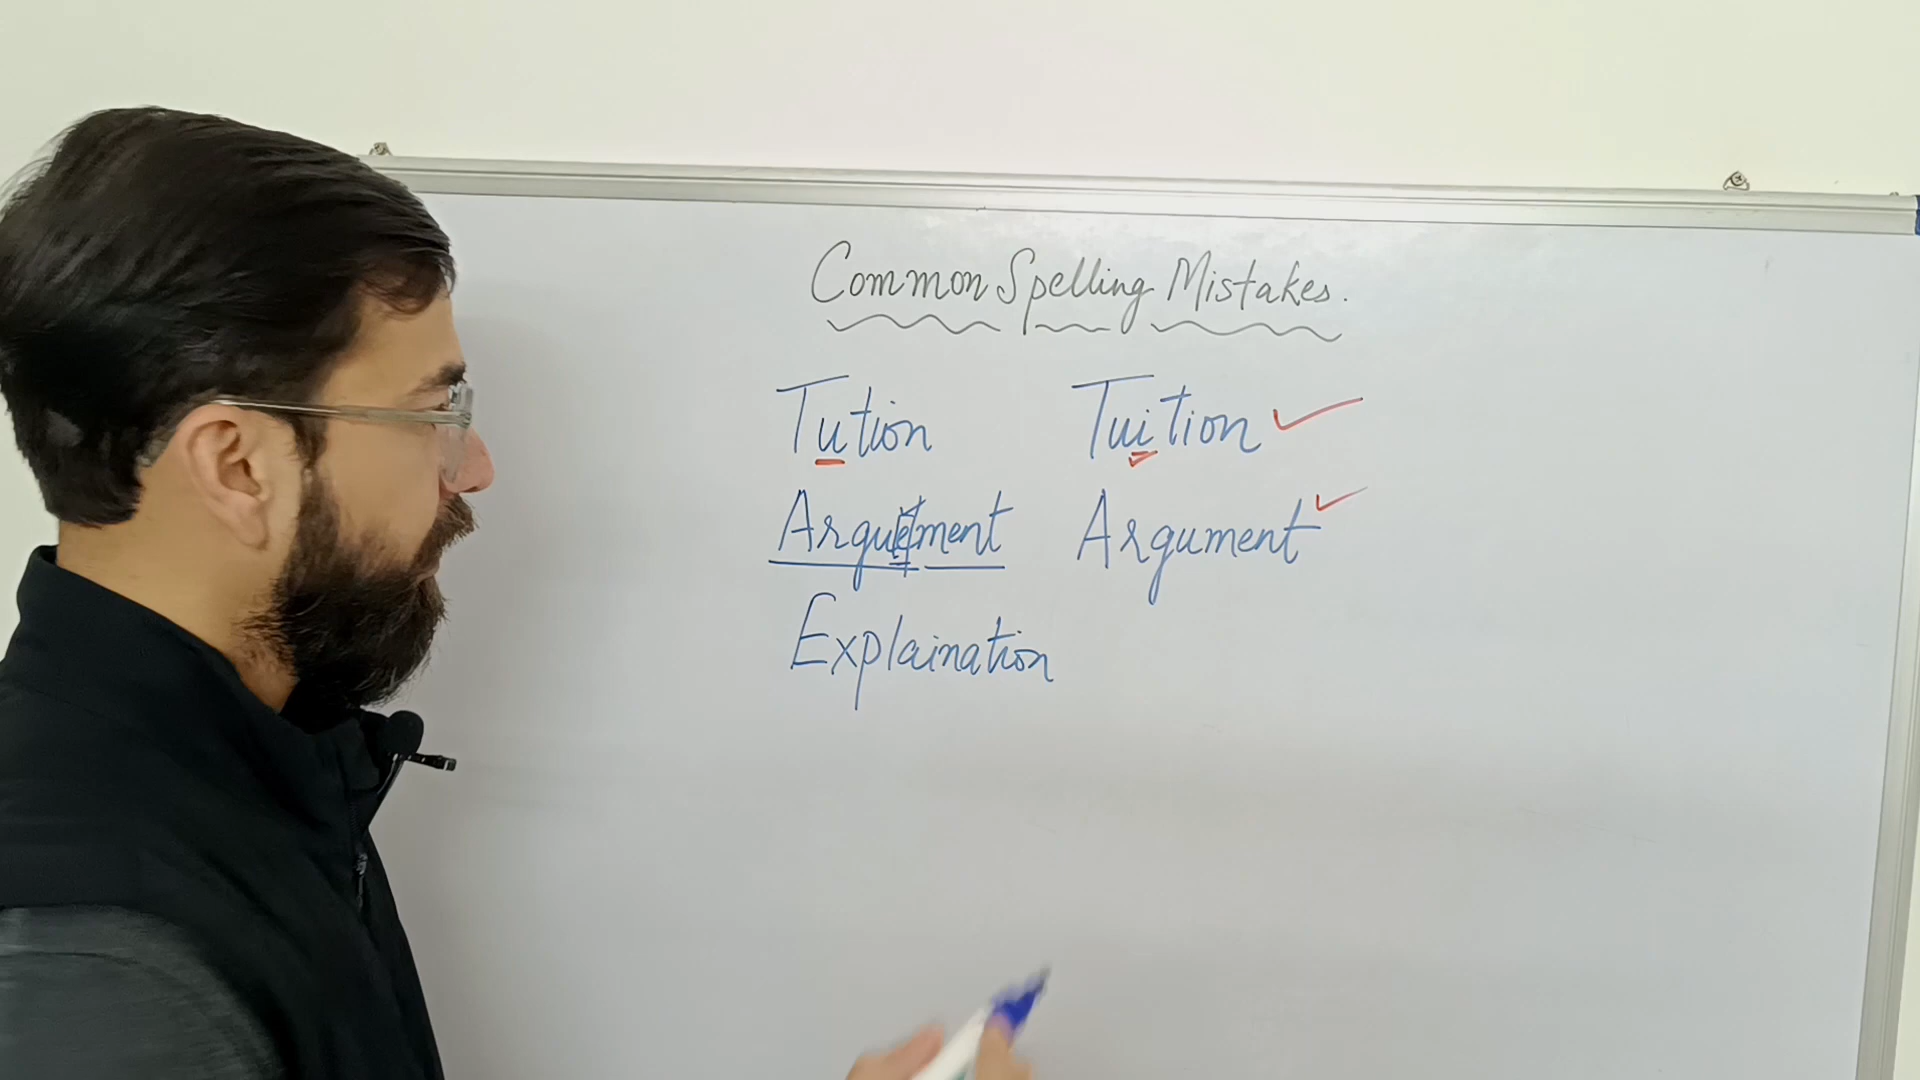 Common Spelling Mistakes.
Tution Tuition
Arguement Argument
Explaination